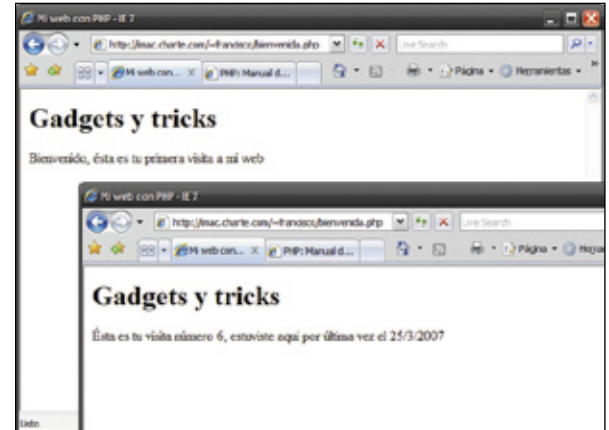 Mi web con PHP - IE 7
http://imac.charte.com/~francisco/bienvenida.php Live Search
Mi web con... X PHP: Manual d... Página Herramientas
Gadgets y tricks
Bienvenido, ésta es tu primera visita a mi web
Mi web con PHP - IE 7
http://imac.charte.com/~francisco/bienvenida.php Live Search
Mi web con... X PHP: Manual d... Página
Gadgets y tricks
Ésta es tu visita número 6, estuviste aquí por última vez el 25/3/2007
Listo